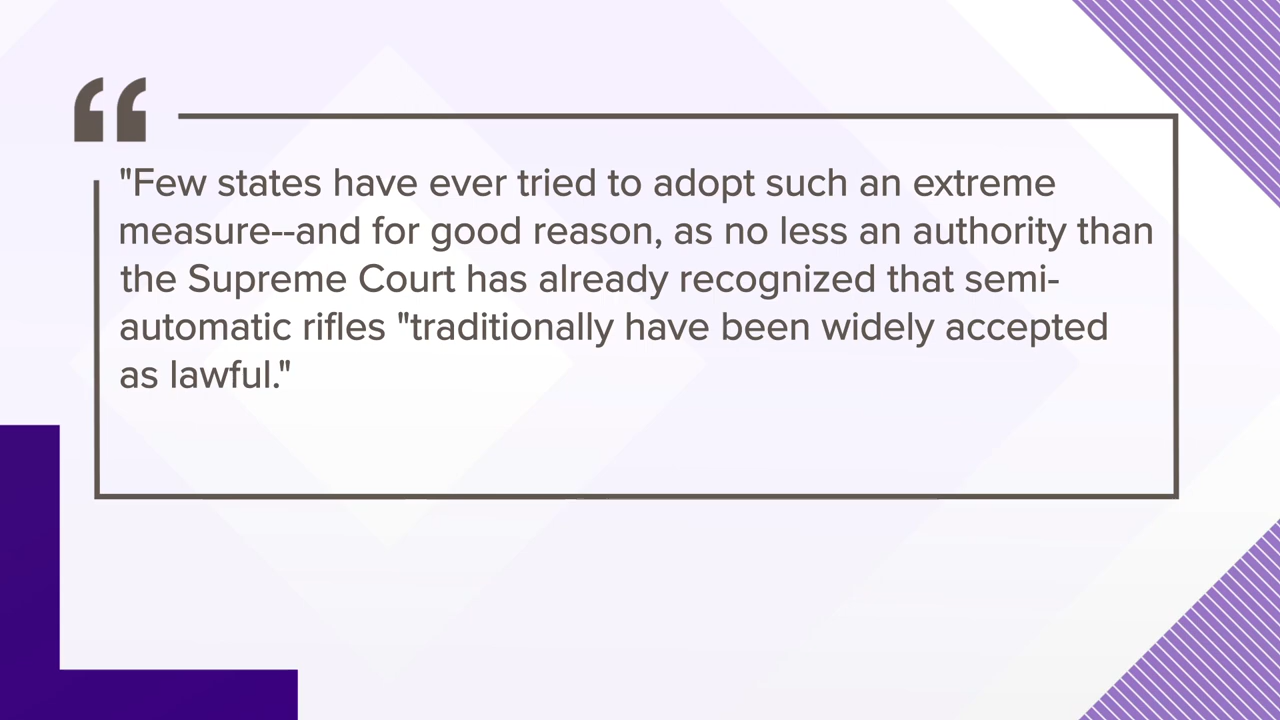 "Few states have ever tried to adopt such an extreme
measure--and for good reason, as no less an authority than
the Supreme Court has already recognized that semi-
automatic rifles "traditionally have been widely accepted
as lawful."